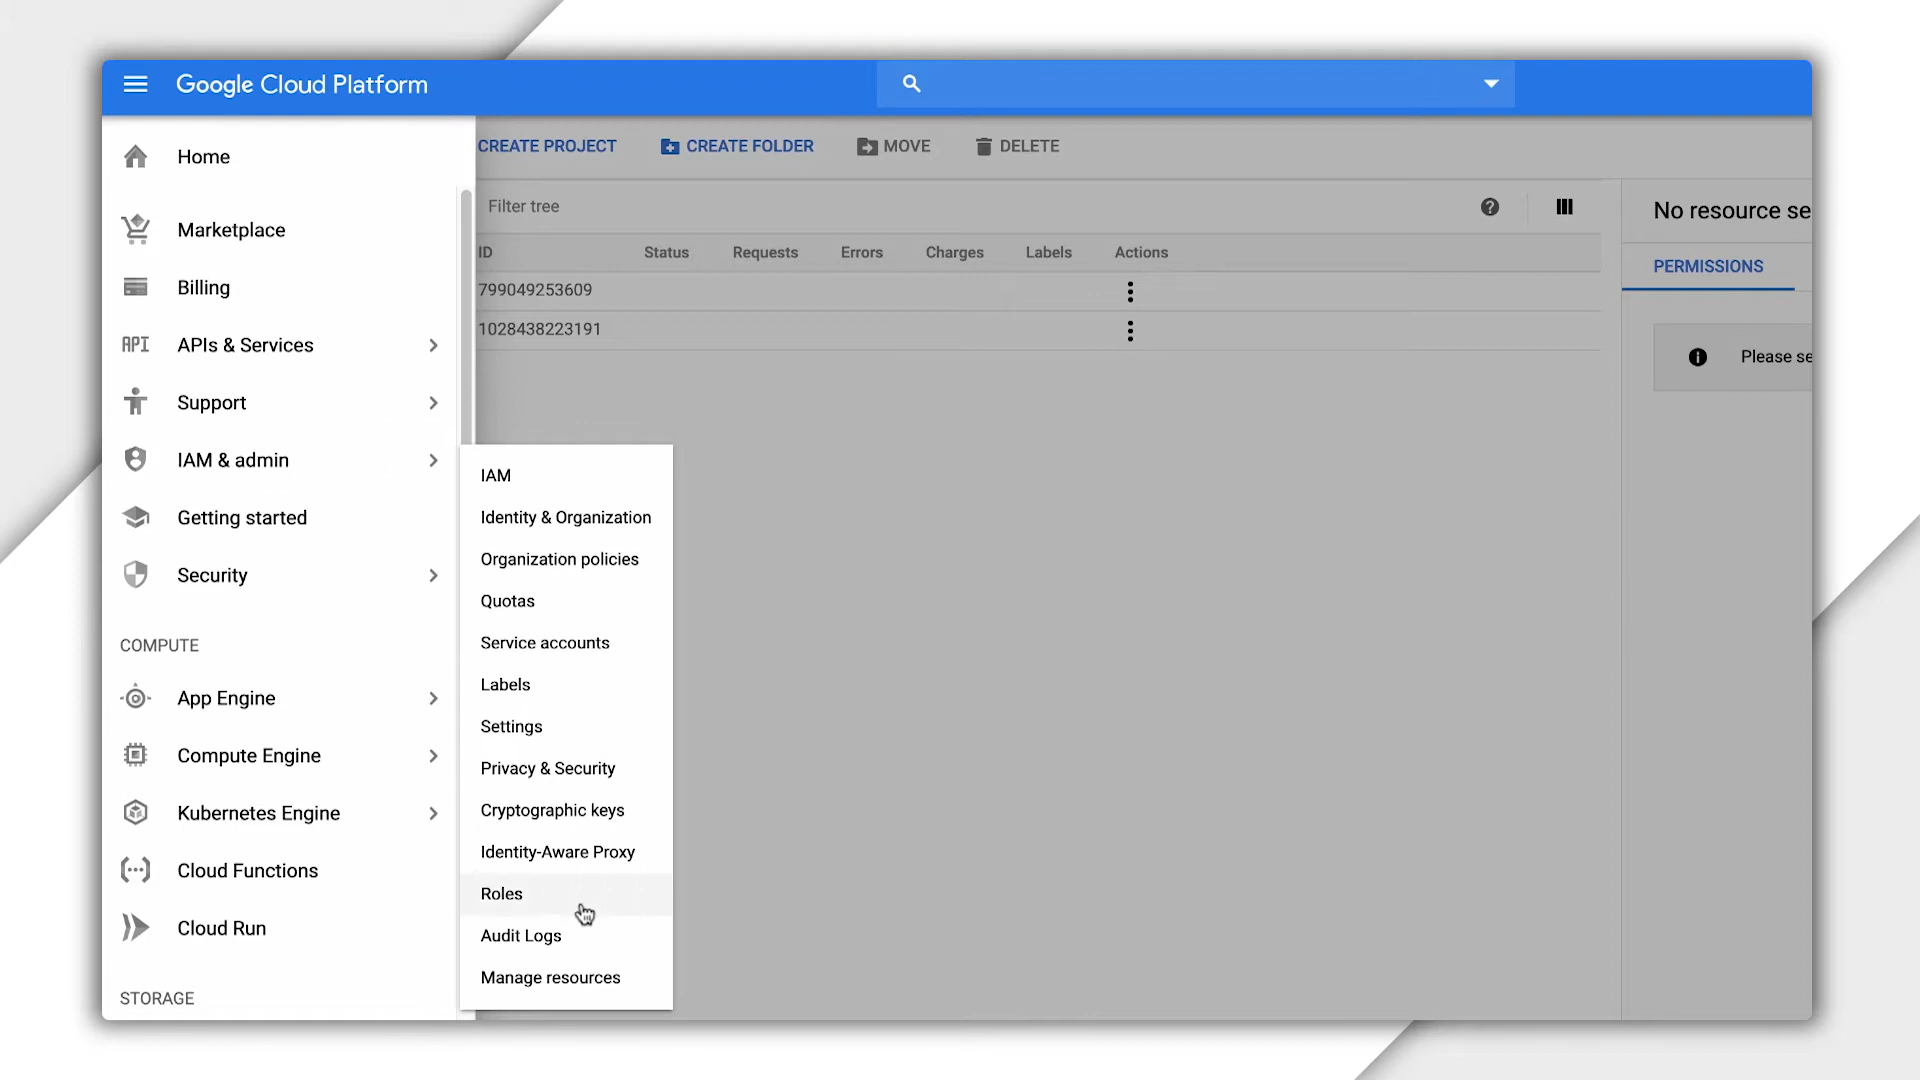 Google Cloud Platform
Home
Marketplace
Billing
API APIs & Services
Support
IAM & admin
Getting started
Security
COMPUTE
App Engine
Compute Engine
Kubernetes Engine
Cloud Functions
Cloud Run
STORAGE
IAM
Identity & Organization
Organization policies
Quotas
Service accounts
Labels
Settings
Privacy & Security
Cryptographic keys
Identity-Aware Proxy
Roles
Audit Logs
Manage resources
CREATE PROJECT CREATE FOLDER MOVE DELETE
Filter tree
ID Status Requests Errors Charges Labels Actions
799049253609
1028438223191
No resource se
PERMISSIONS
Please se